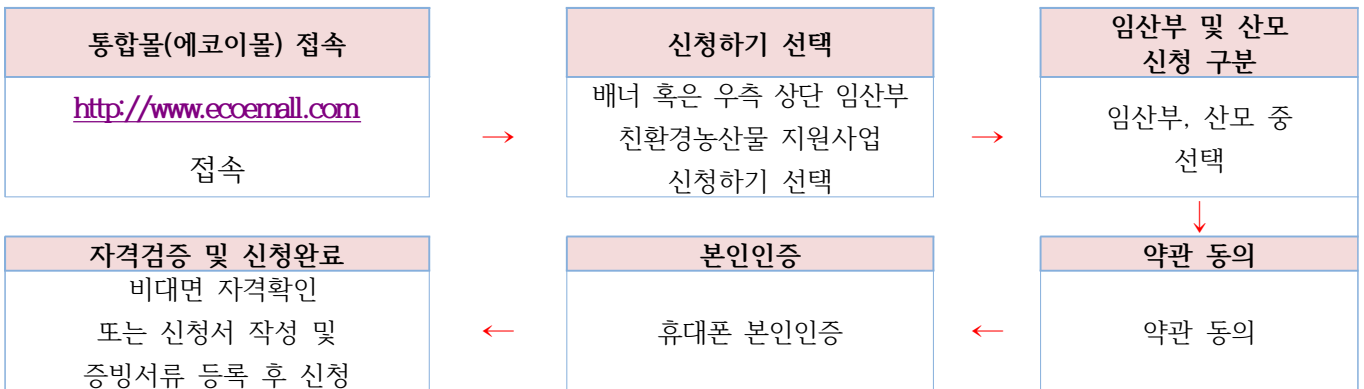 통합몰(에코이몰) 접속
http://www.ecoemall.com
접속
→
신청하기 선택
배너 혹은 우측 상단 임산부
친환경농산물 지원사업
신청하기 선택
→
임산부 및 산모
신청 구분
임산부, 산모 중
선택
↓
약관 동의
약관 동의
←
본인인증
휴대폰 본인인증
←
자격검증 및 신청완료
비대면 자격확인
또는 신청서 작성 및
증빙서류 등록 후 신청